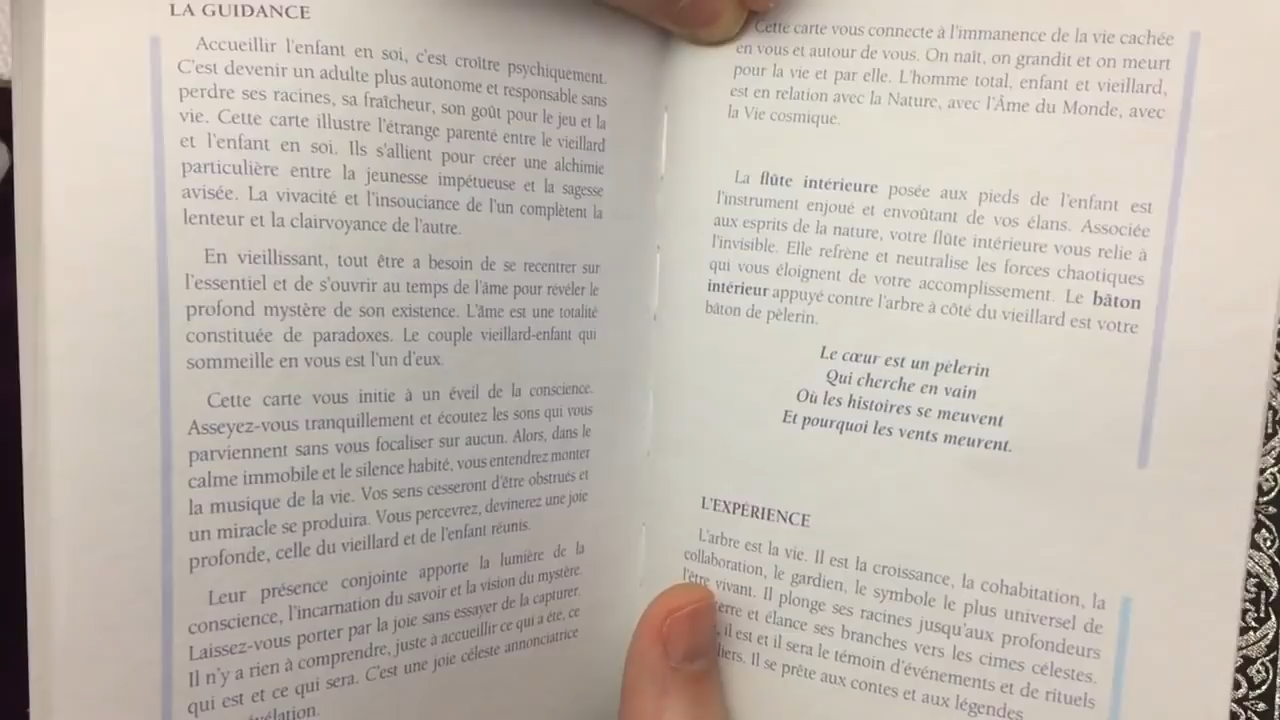 LA GUIDANCE
Accueillir l'enfant en soi, c'est croître psychiquement.
C'est devenir un adulte plus autonome et responsable sans
perdre ses racines, sa fraîcheur, son goût pour le jeu et la
vie. Cette carte illustre l'étrange parenté entre le vieillard
et l'enfant en soi. Ils s'allient pour créer une alchimie
particulière entre la jeunesse impétueuse et la sagesse
avisée. La vivacité et l'insouciance de l'un complètent la
lenteur et la clairvoyance de l'autre.
En vieillissant, tout être a besoin de se recentrer sur
l'essentiel et de s'ouvrir au temps de l'âme pour révéler le
profond mystère de son existence. L'âme est une totalité
constituée de paradoxes. Le couple vieillard-enfant qui
sommeille en vous est l'un d'eux.
Cette carte vous initie à un éveil de la conscience.
Asseyez-vous tranquillement et écoutez les sons qui vous
parviennent sans vous focaliser sur aucun. Alors, dans le
calme immobile et le silence habité, vous entendrez monter
la musique de la vie. Vos sens cesseront d'être obstrués et
un miracle se produira. Vous percevrez, devinerez une joie
profonde, celle du vieillard et de l'enfant réunis.
Leur présence conjointe apporte la lumière de la
conscience, l'incarnation du savoir et la vision du mystère.
Laissez-vous porter par la joie sans essayer de la capturer.
Il n'y a rien à comprendre, juste à accueillir ce qui a été, ce
qui est et ce qui sera. C'est une joie céleste annonciatrice
Cette carte vous connecte à l'immanence de la vie cachée
en vous et autour de vous. On naît, on grandit et on meurt
pour la vie et par elle. L'homme total, enfant et vieillard,
est en relation avec la Nature, avec l'Âme du Monde, avec
la Vie cosmique.
La flûte intérieure posée aux pieds de l'enfant est
l'instrument enjoué et envoûtant de vos élans. Associée
aux esprits de la nature, votre flûte intérieure vous relie à
l'invisible. Elle refrène et neutralise les forces chaotiques
qui vous éloignent de votre accomplissement. Le bâton
intérieur appuyé contre l'arbre à côté du vieillard est votre
bâton de pèlerin.
Le cœur est un pèlerin
Qui cherche en vain
Où les histoires se meuvent
Et pourquoi les vents meurent.
L'EXPÉRIENCE
L'arbre est la vie. Il est la croissance, la cohabitation, la
collaboration, le gardien, le symbole le plus universel de
l'être vivant. Il plonge ses racines jusqu'aux profondeurs
terre et élance ses branches vers les cimes célestes.
il est et il sera le témoin d'événements et de rituels
Il se prête aux contes et aux légendes